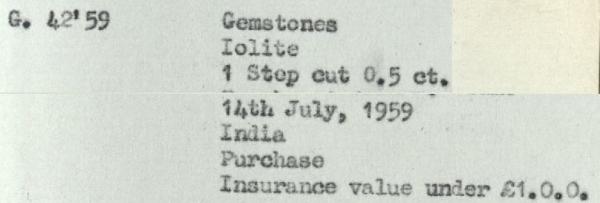 G. 42'59 Gemstones
Iolite
1 Step cut 0.5 ct.
14th July, 1959
India
Purchase
Insurance value under £1.0.0.